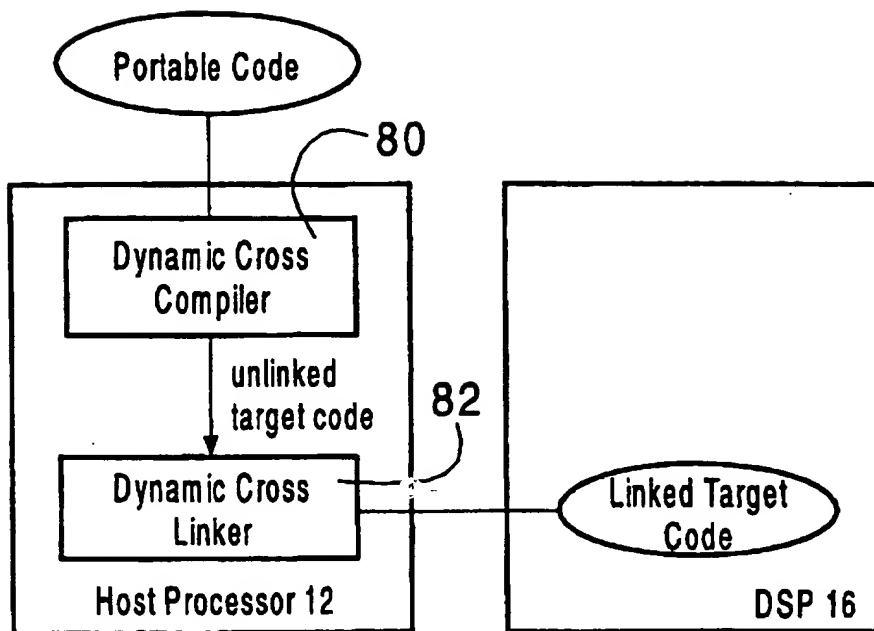 Portable Code
80
Dynamic Cross
Compiler
unlinked
target code
82
Dynamic Cross
Linker
Linked Target
Code
Host Processor 12
DSP 16